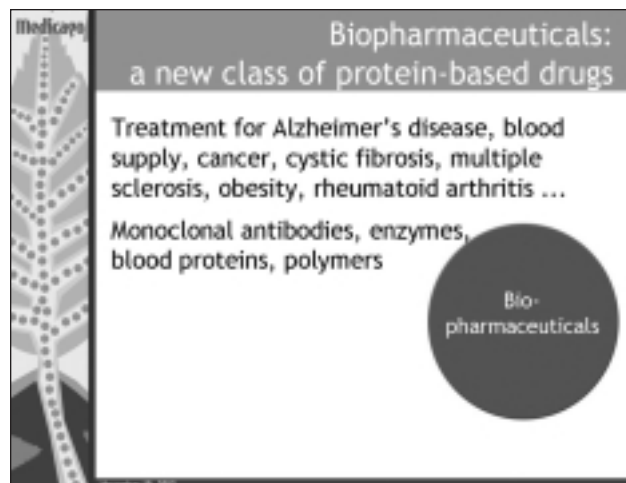 Medicago
Biopharmaceuticals:
a new class of protein-based drugs
Treatment for Alzheimer's disease, blood
supply, cancer, cystic fibrosis, multiple
sclerosis, obesity, rheumatoid arthritis ...
Monoclonal antibodies, enzymes,
blood proteins, polymers
Bio-
pharmaceuticals